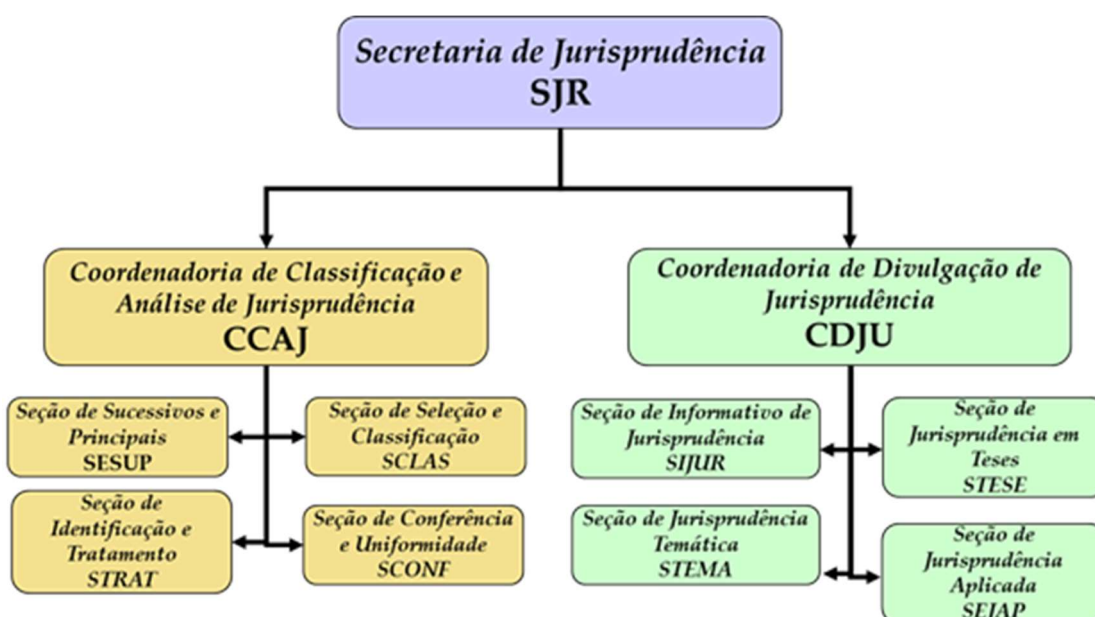 Secretaria de Jurisprudência
SJR
Coordenadoria de Classificação e
Análise de Jurisprudência
CCAJ
Coordenadoria de Divulgação de
Jurisprudência
CDJU
Seção de Sucessivos e
Principais
SESUP
Seção de Seleção e
Classificação
SCLAS
Seção de Informativo de
Jurisprudência
SIJUR
Seção de
Jurisprudência em
Teses
STESE
Seção de
Identificação e
Tratamento
STRAT
Seção de Conferência
e Uniformidade
SCONF
Seção de Jurisprudência
Temática
STEMA
Seção de
Jurisprudência
Aplicada
SEJAP